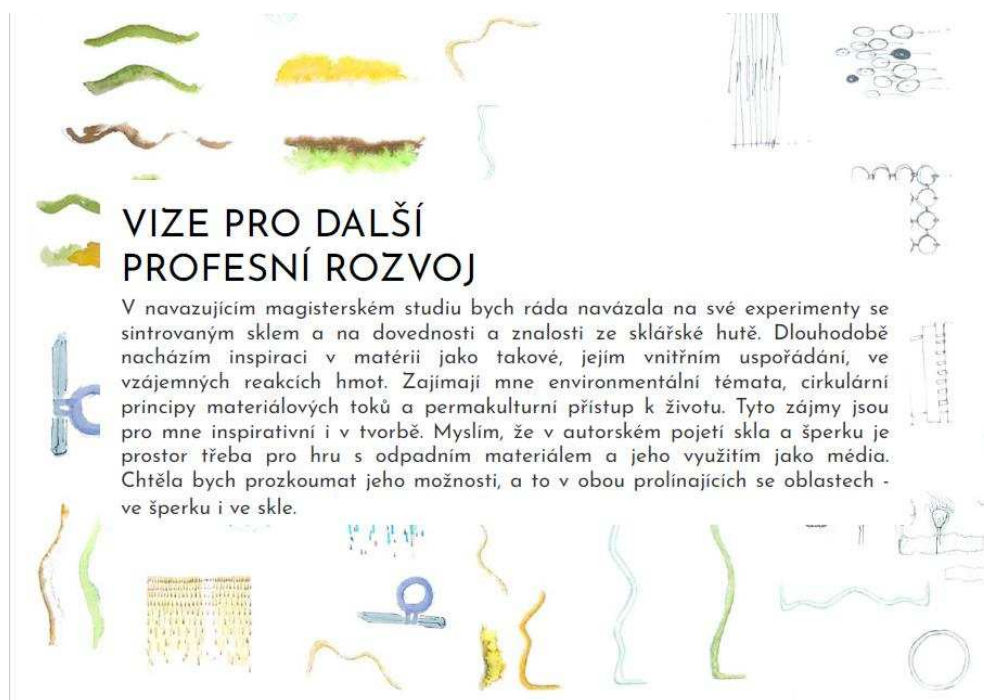 VIZE PRO DALŠÍ
PROFESNÍ ROZVOJ
V navazujícím magisterském studiu bych ráda navázala na své experimenty se
sintrovaným sklem a na dovednosti a znalosti ze sklářské hutě. Dlouhodobě
nacházím inspiraci v matérii jako takové, jejím vnitřním uspořádání, ve
vzájemných reakcích hmot. Zajímají mne environmentální témata, cirkulární
principy materiálových toků a permakulturní přístup k životu. Tyto zájmy jsou
pro mne inspirativní i v tvorbě. Myslím, že v autorském pojetí skla a šperku je
prostor třeba pro hru s odpadním materiálem a jeho využitím jako média.
Chtěla bych prozkoumat jeho možnosti, a to v obou prolínajících se oblastech -
ve šperku i ve skle.